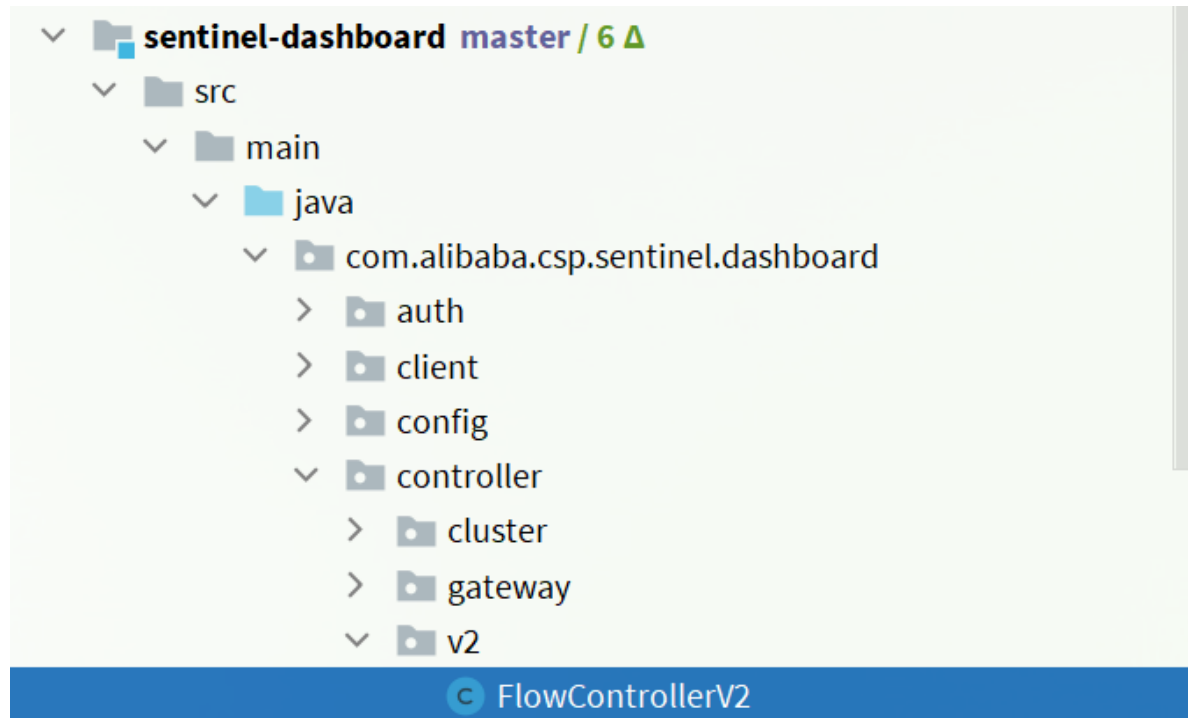 sentinel-dashboard master / 6 Δ
src
main
java
com.alibaba.csp.sentinel.dashboard
auth
client
config
controller
cluster
gateway
v2
C FlowControllerV2